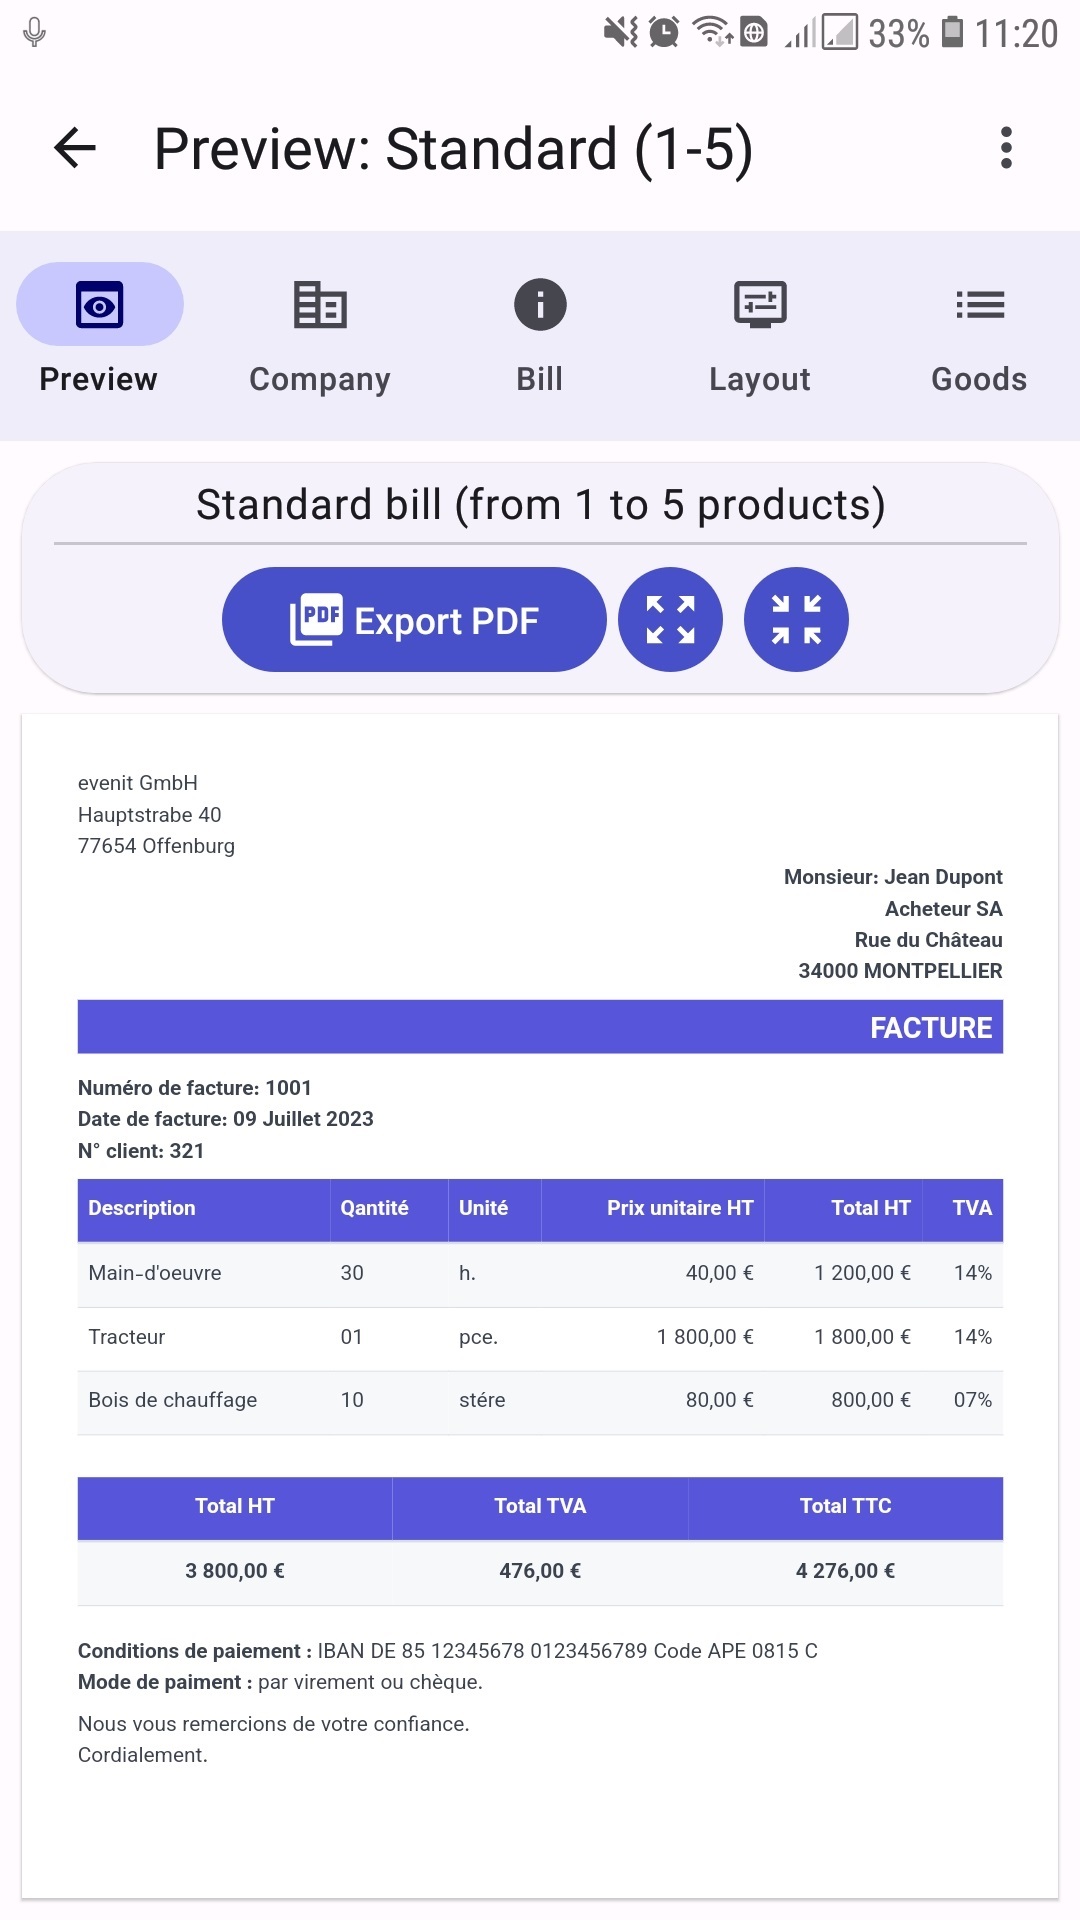 33% 11:20
Preview: Standard (1-5)
Preview Company Bill Layout Goods
Standard bill (from 1 to 5 products)
PDF Export PDF
evenit GmbH
Hauptstrabe 40
77654 Offenburg
Monsieur: Jean Dupont
Acheteur SA
Rue du Château
34000 MONTPELLIER
FACTURE
Numéro de facture: 1001
Date de facture: 09 Juillet 2023
N° client: 321
Description Qantité Unité Prix unitaire HT Total HT TVA
Main-d'oeuvre 30 h. 40,00 € 1 200,00 € 14%
Tracteur 01 pce. 1 800,00 € 1 800,00 € 14%
Bois de chauffage 10 stére 80,00 € 800,00 € 07%
Total HT Total TVA Total TTC
3 800,00 € 476,00 € 4 276,00 €
Conditions de paiement : IBAN DE 85 12345678 0123456789 Code APE 0815 C
Mode de paiment : par virement ou chèque.
Nous vous remercions de votre confiance.
Cordialement.